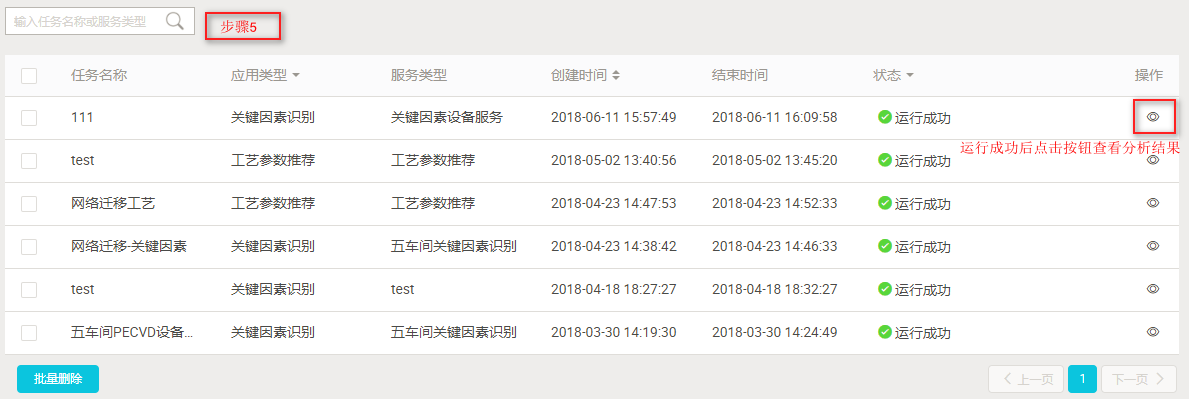 输入任务名称或服务类型 步骤5
任务名称 应用类型 服务类型 创建时间 结束时间 状态 操作
111 关键因素识别 关键因素设备服务 2018-06-11 15:57:49 2018-06-11 16:09:58 运行成功
运行成功后点击按钮查看分析结果
test 工艺参数推荐 工艺参数推荐 2018-05-02 13:40:56 2018-05-02 13:45:20 运行成功
网络迁移工艺 工艺参数推荐 工艺参数推荐 2018-04-23 14:47:53 2018-04-23 14:52:33 运行成功
网络迁移-关键因素 关键因素识别 五车间关键因素识别 2018-04-23 14:38:42 2018-04-23 14:46:33 运行成功
test 关键因素识别 test 2018-04-18 18:27:27 2018-04-18 18:32:27 运行成功
五车间PECVD设备... 关键因素识别 五车间关键因素识别 2018-03-30 14:19:30 2018-03-30 14:24:49 运行成功
批量删除 上一页 1 下一页